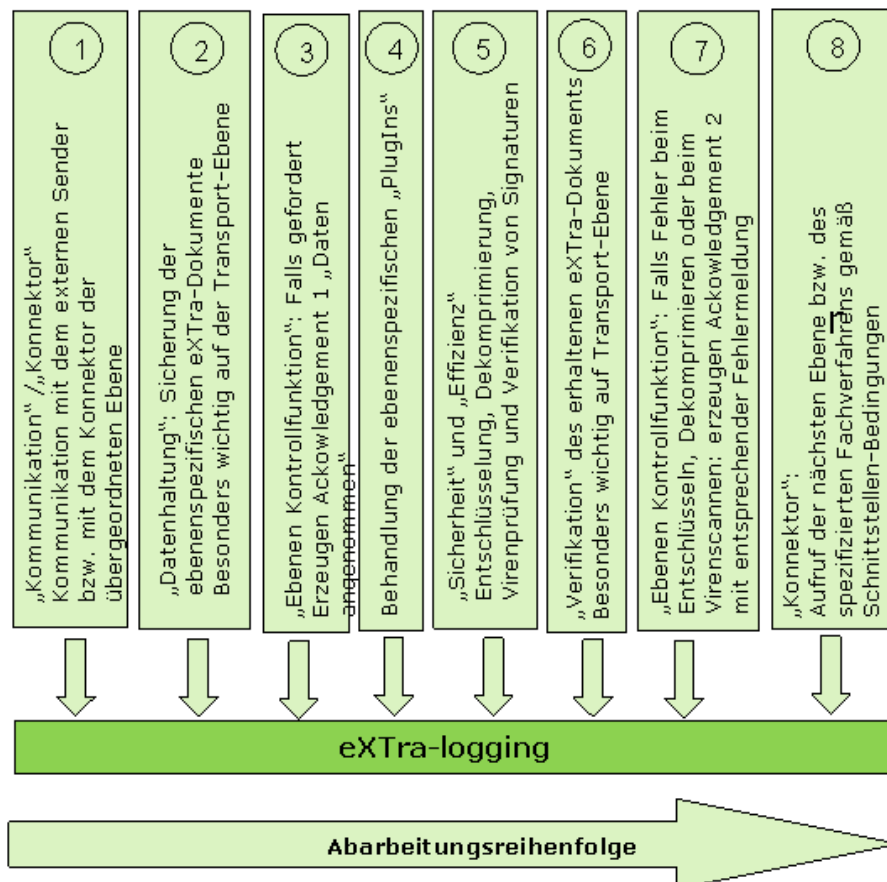 1
„Kommunikation“ /„Konnektor“
Kommunikation mit dem externen Sender
bzw. mit dem Konnektor der
übergeordneten Ebene
2
„Datenhaltung“: Sicherung der
ebenenspezifischen eXTra-Dokumente
Besonders wichtig auf der Transport-Ebene
3
„Ebenen Kontrollfunktion“: Falls gefordert
Erzeugen Ackowledgement 1 „Daten
angenommen“
4
Behandlung der ebenenspezifischen „PlugIns“
5
„Sicherheit“ und „Effizienz“
Entschlüsselung, Dekomprimierung,
Virenprüfung und Verifikation von Signaturen
6
„Verifikation“ des erhaltenen eXTra-Dokuments
Besonders wichtig auf Transport-Ebene
7
„Ebenen Kontrollfunktion“: Falls Fehler beim
Entschlüsseln, Dekomprimieren oder beim
Virenscannen: erzeugen Ackowledgement 2
mit entsprechender Fehlermeldung
8
„Konnektor“:
Aufruf der nächsten Ebene bzw. des
spezifizierten Fachverfahrens gemäß
Schnittstellen-Bedingungen
r
eXTra-logging
Abarbeitungsreihenfolge